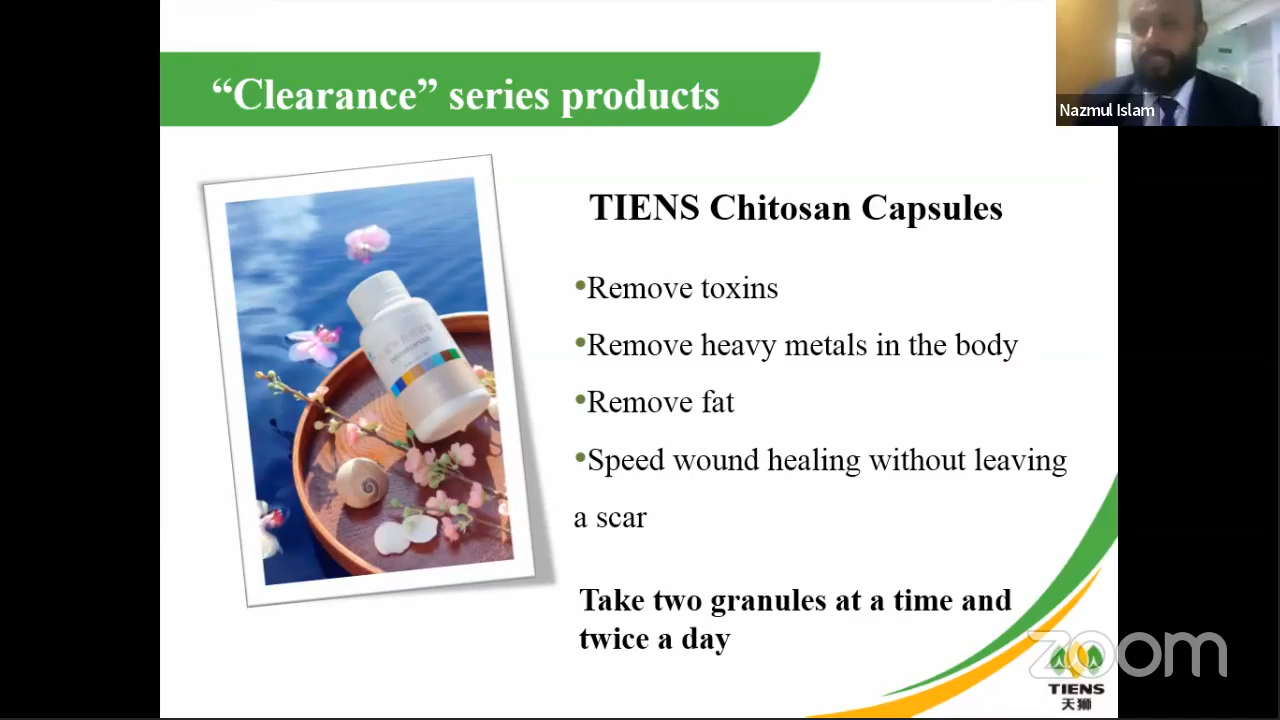 “Clearance” series products
Nazmul Islam
TIENS Chitosan Capsules
•Remove toxins
•Remove heavy metals in the body
•Remove fat
•Speed wound healing without leaving
a scar
Take two granules at a time and
twice a day
zoom
TIENS
天狮